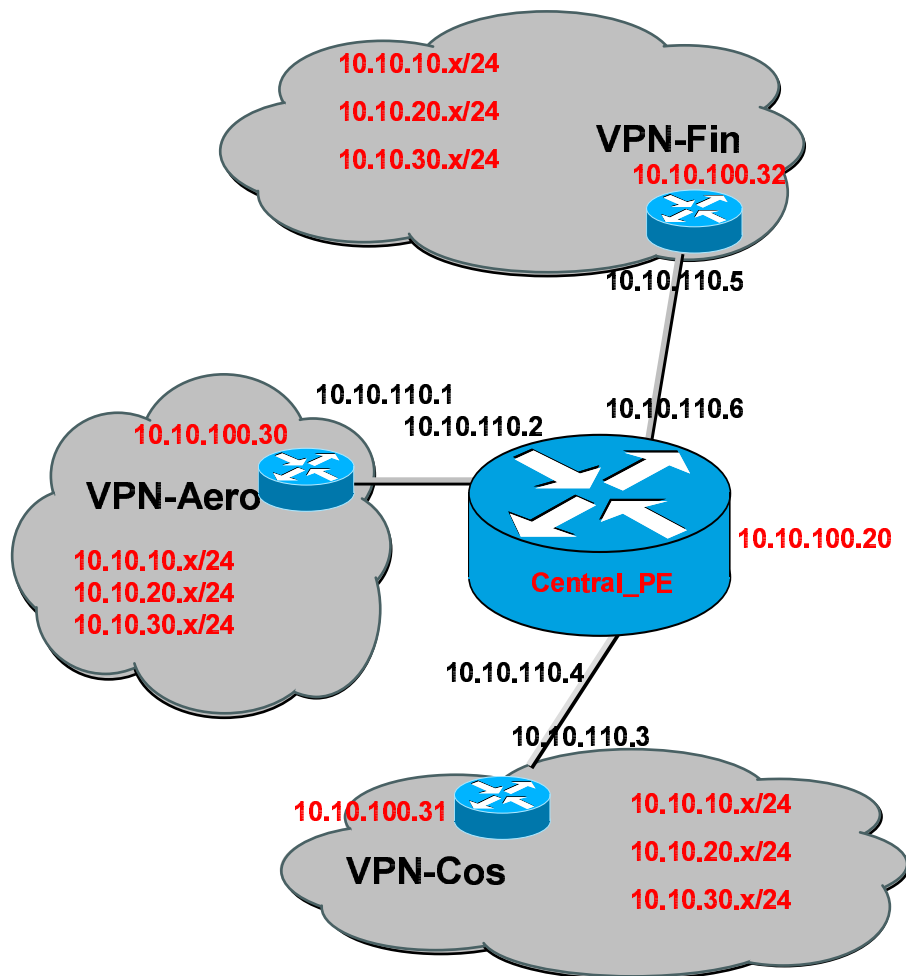 10.10.10.x/24
10.10.20.x/24
10.10.30.x/24
VPN-Fin
10.10.100.32
10.10.110.5
10.10.110.1
10.10.110.2
10.10.110.6
10.10.100.30
VPN-Aero
10.10.10.x/24
10.10.20.x/24
10.10.30.x/24
10.10.100.20
Central_PE
10.10.110.4
10.10.110.3
10.10.100.31
VPN-Cos
10.10.10.x/24
10.10.20.x/24
10.10.30.x/24